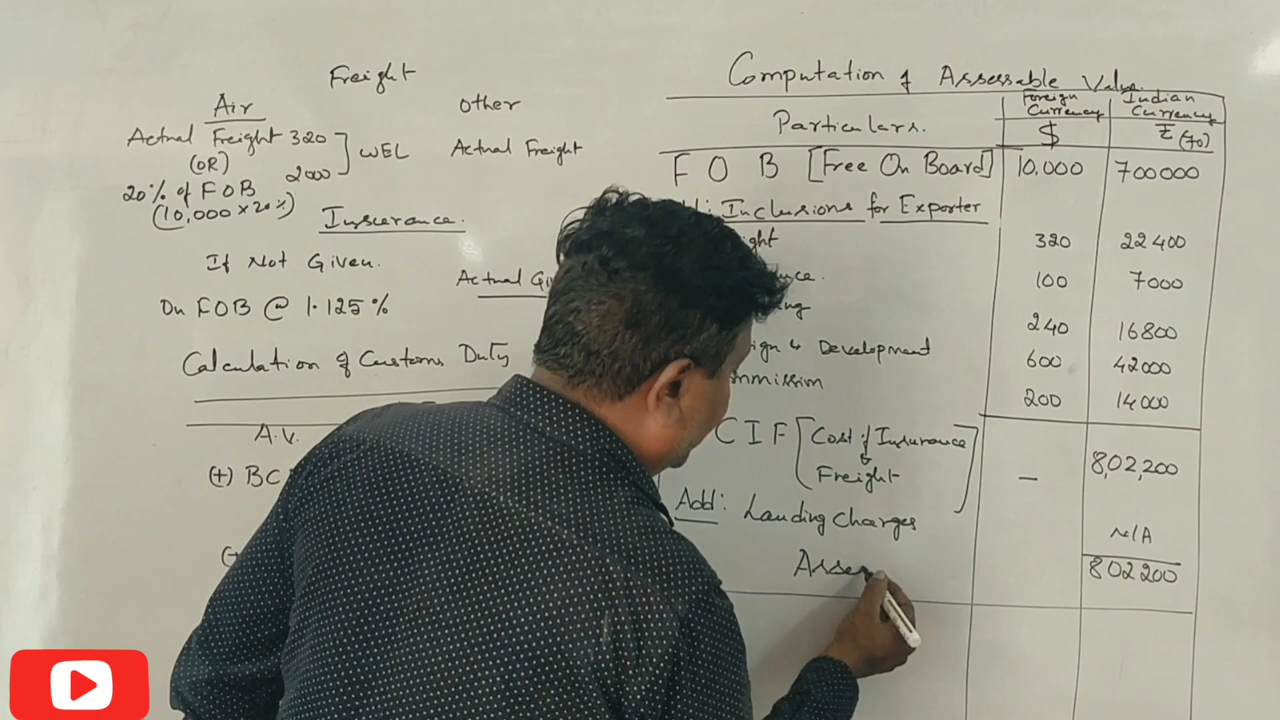 Freight
Air
Other
Actual Freight 320
(OR)
20% of FOB 2000
(10,000 × 20%)
] WEL
Actual Freight
Insurance.
If Not Given.
Actual
On FOB @ 1.125%
Calculation of Customs Duty
A.V.
(+)
Computation of Assessable Value.
Particulars.
Foreign Currency $
Indian Currency ₹ (70)
F O B [Free On Board] 10,000 700000
Inclusions for Exporter
320 22400
100 7000
240 16800
Development 600 42000
200 14000
C I F [Cost of Insurance & Freight] – 8,02,200
Add: Landing Charges N/A
802200